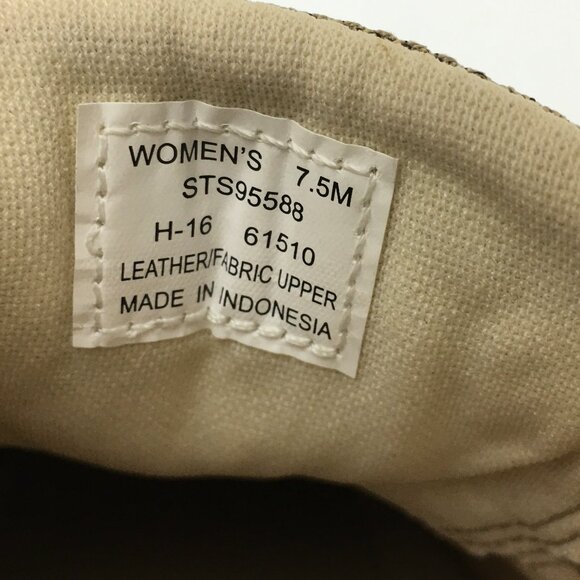 WOMEN'S 7.5M
STS95588
H-16 61510
LEATHER/FABRIC UPPER
MADE IN INDONESIA